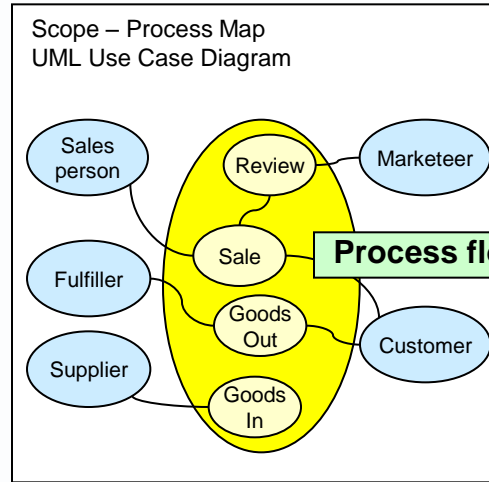 Scope – Process Map
UML Use Case Diagram
Sales
person
Review
Marketeer
Sale
Process
Fulfiller
Goods
Out
Customer
Supplier
Goods
In